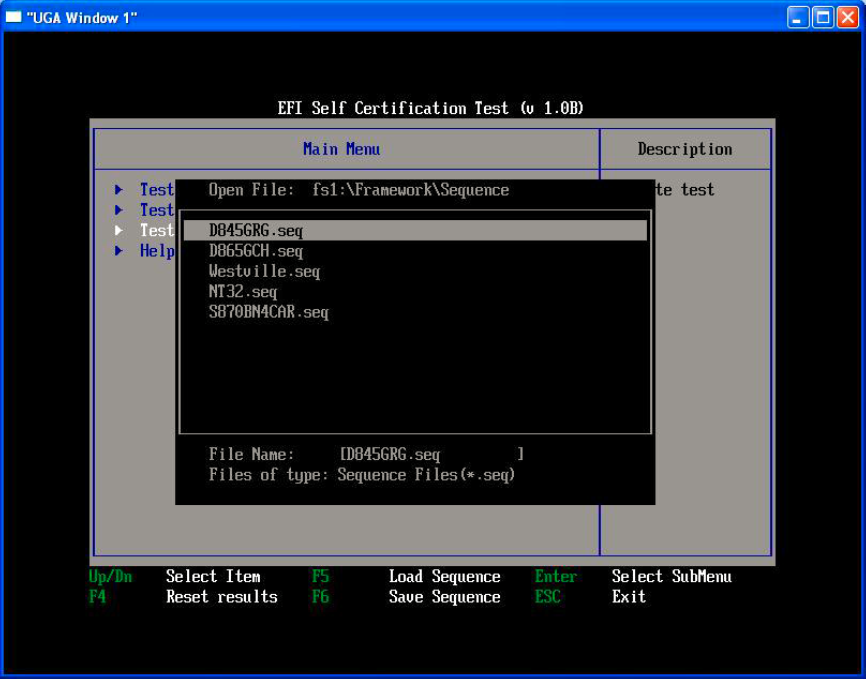 "UGA Window 1"
EFI Self Certification Test (v 1.0B)
Main Menu
Description
Test
Open File: fs1:\Framework\Sequence
te test
Test
Test
D845GRG.seq
D865GCH.seq
Help
Westville.seq
NT32.seq
S870BN4CAR.seq
File Name: [D845GRG.seq ]
Files of type: Sequence Files(*.seq)
Up/Dn Select Item F5 Load Sequence Enter Select SubMenu
F4 Reset results F6 Save Sequence ESC Exit